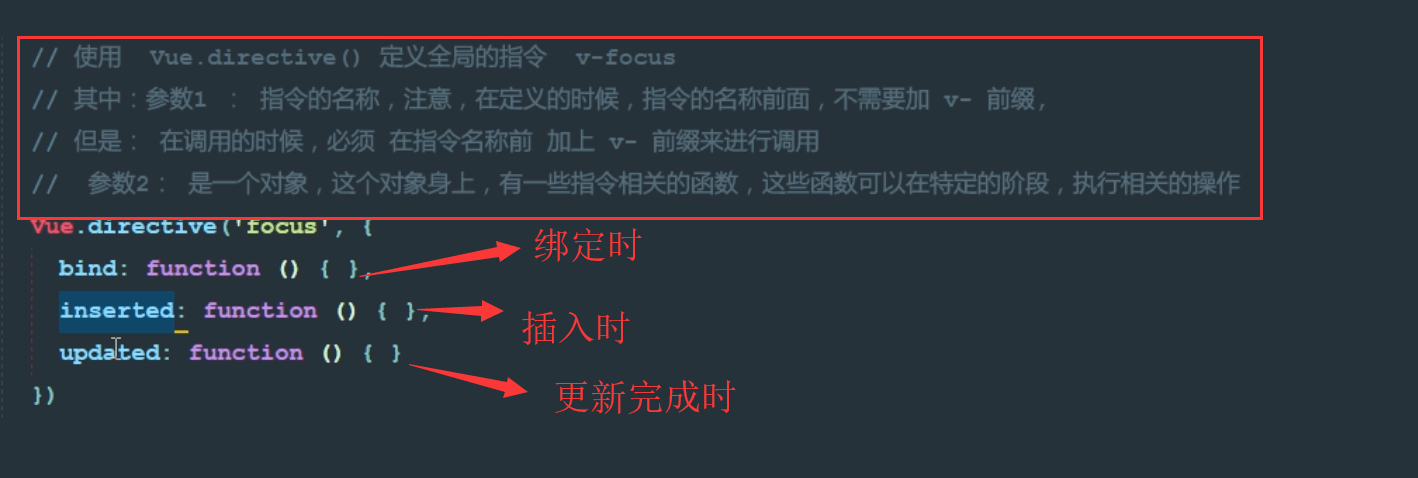 // 使用  Vue.directive() 定义全局的指令  v-focus
// 其中：参数1 ： 指令的名称，注意，在定义的时候，指令的名称前面，不需要加 v- 前缀，
// 但是： 在调用的时候，必须 在指令名称前 加上 v- 前缀来进行调用
//  参数2： 是一个对象，这个对象身上，有一些指令相关的函数，这些函数可以在特定的阶段，执行相关的操作
Vue.directive('focus', {
bind: function () { }, 绑定时
inserted: function () { }, 插入时
updated: function () { } 更新完成时
})